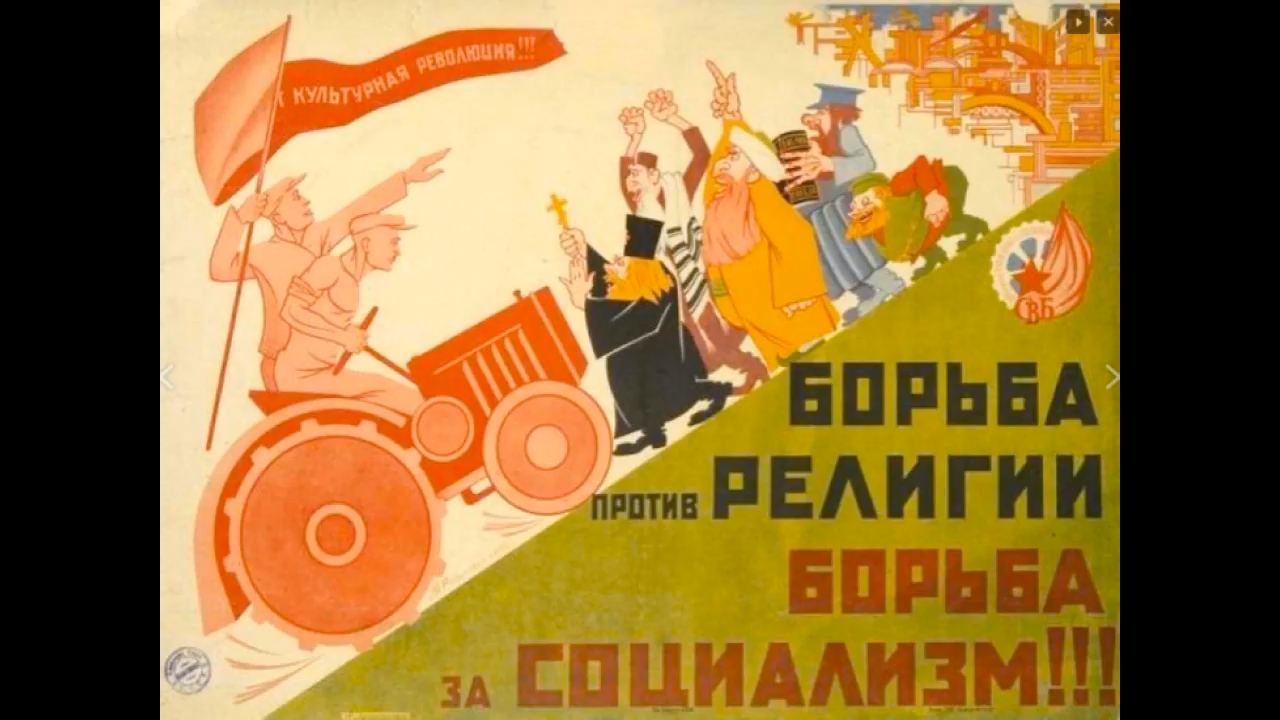 КУЛЬТУРНАЯ РЕВОЛЮЦИЯ!!!
СВБ
БОРЬБА
ПРОТИВ РЕЛИГИИ
БОРЬБА
ЗА СОЦИАЛИЗМ!!!